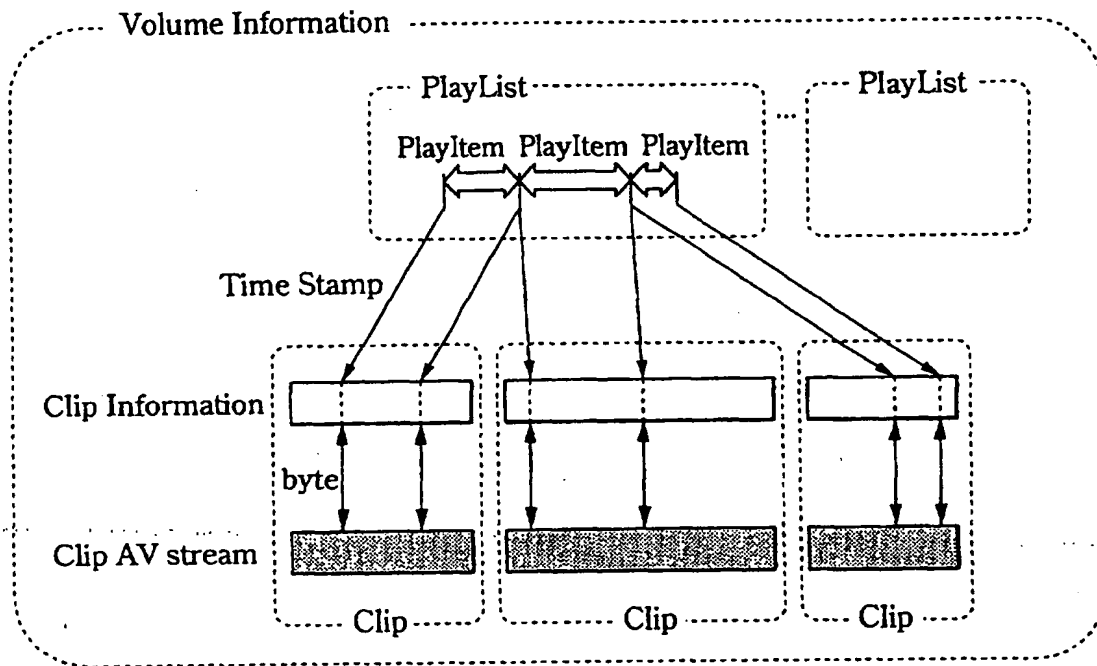 Volume Information
PlayList
PlayList
...
PlayItem PlayItem PlayItem
Time Stamp
Clip Information
byte
Clip AV stream
Clip
Clip
Clip